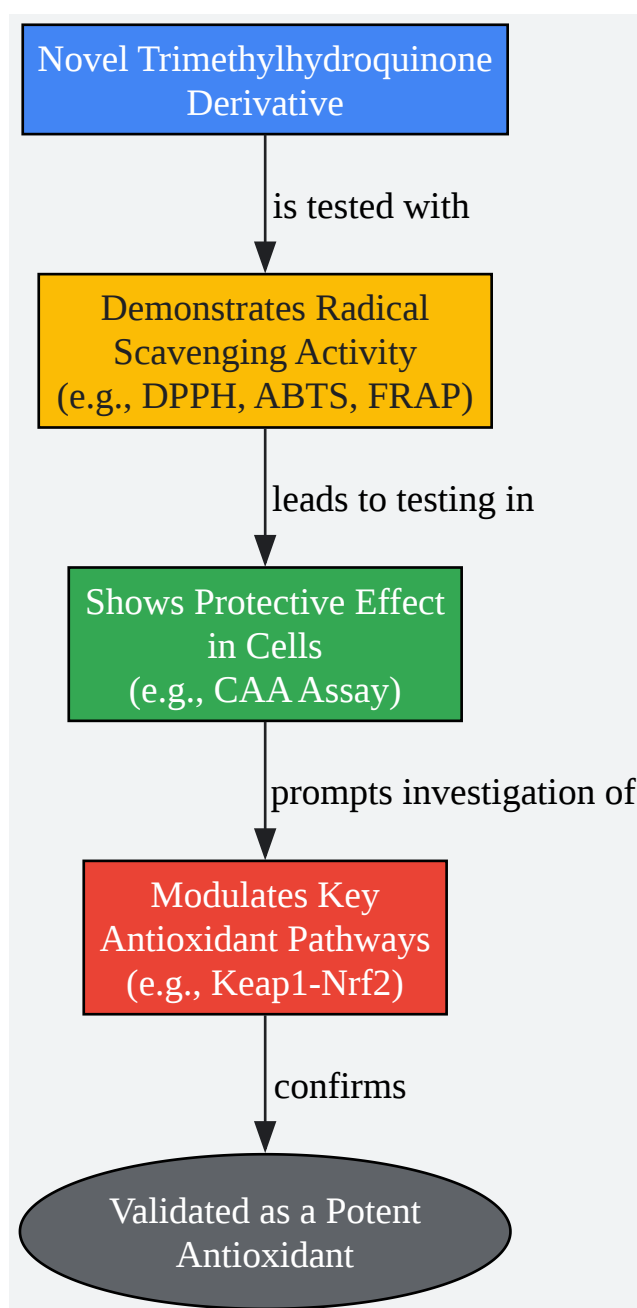 Novel Trimethylhydroquinone
Derivative
is tested with
Demonstrates Radical
Scavenging Activity
(e.g., DPPH, ABTS, FRAP)
leads to testing in
Shows Protective Effect
in Cells
(e.g., CAA Assay)
prompts investigation of
Modulates Key
Antioxidant Pathways
(e.g., Keap1-Nrf2)
confirms
Validated as a Potent
Antioxidant